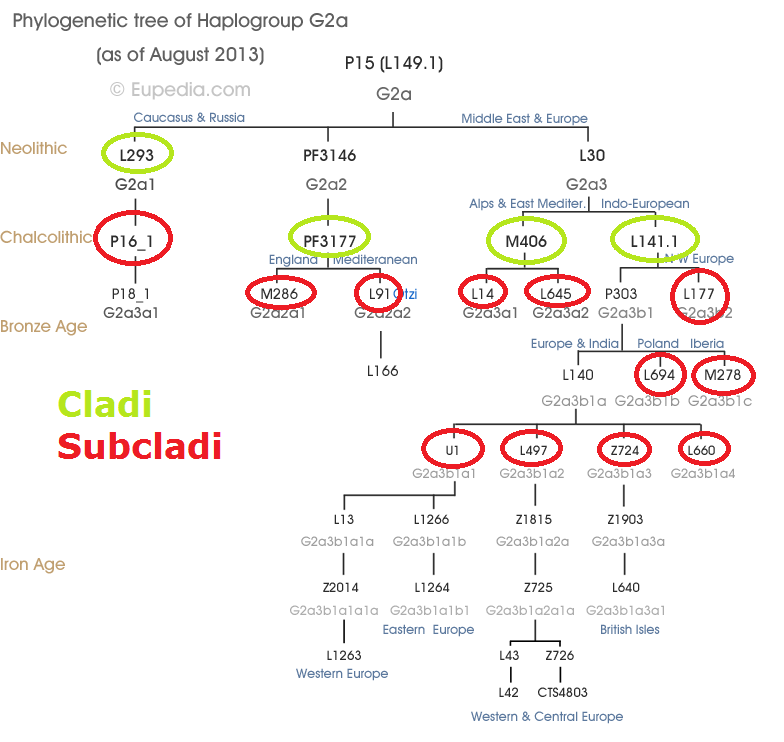 Phylogenetic tree of Haplogroup G2a
(as of August 2013)
© Eupedia.com
P15 (L149.1)
G2a
Caucasus & Russia
Middle East & Europe
Neolithic
L293
PF3146
L30
G2a1
G2a2
G2a3
Alps & East Mediter.
Indo-European
Chalcolithic
P16_1
PF3177
M406
L141.1
England
Mediterranean
N-W Europe
P18_1
M286
L91 Otzi
L14
L645
P303
L177
G2a3a1
G2a2a1
G2a2a2
G2a3a1
G2a3a2
G2a3b1
G2a3b2
Bronze Age
Europe & India
Poland
Iberia
L166
L140
L694
M278
G2a3b1a
G2a3b1b
G2a3b1c
Cladi
Subcladi
U1
L497
Z724
L660
G2a3b1a1
G2a3b1a2
G2a3b1a3
G2a3b1a4
L13
L1266
Z1815
Z1903
G2a3b1a1a
G2a3b1a1b
G2a3b1a2a
G2a3b1a3a
Iron Age
Z2014
L1264
Z725
L640
G2a3b1a1a1a
G2a3b1a1b1
G2a3b1a2a1a
G2a3b1a3a1
Eastern Europe
British Isles
L1263
L43
Z726
Western Europe
L42
CTS4803
Western & Central Europe